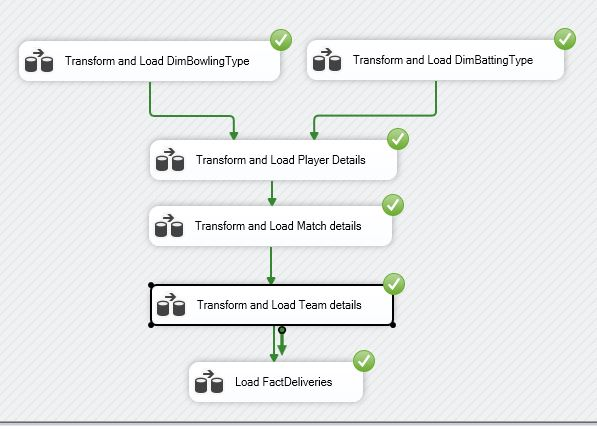 Transform and Load DimBowlingType
Transform and Load DimBattingType
Transform and Load Player Details
Transform and Load Match details
Transform and Load Team details
Load FactDeliveries